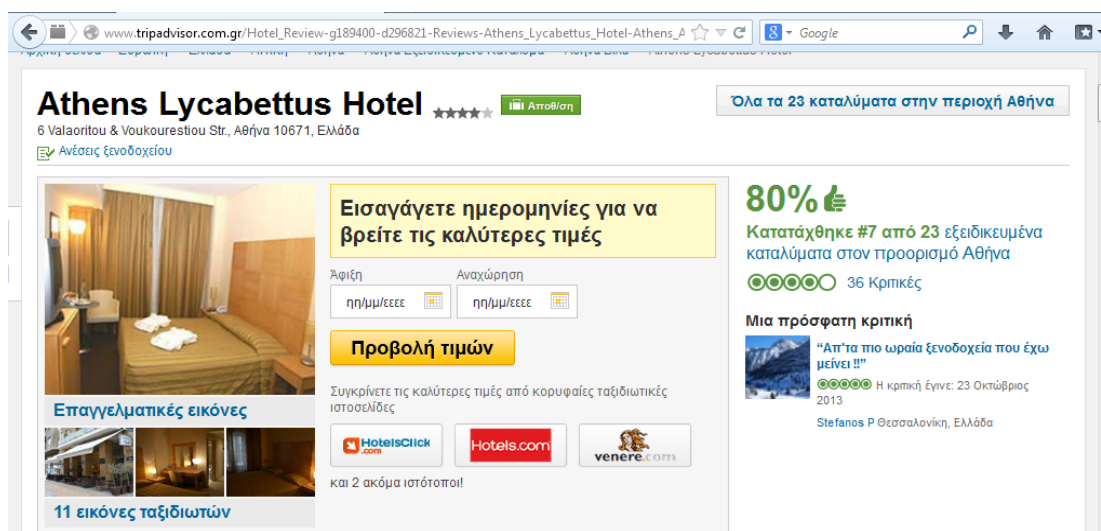 www.tripadvisor.com.gr/Hotel_Review-g189400-d296821-Reviews-Athens_Lycabettus_Hotel-Athens_A
Google
Athens Lycabettus Hotel
Αποθ/ση
Όλα τα 23 καταλύματα στην περιοχή Αθήνα
6 Valaoritou & Voukourestiou Str., Αθήνα 10671, Ελλάδα
Ανέσεις ξενοδοχείου
Εισαγάγετε ημερομηνίες για να
βρείτε τις καλύτερες τιμές
Άφιξη
Αναχώρηση
ηη/μμ/εεεε
ηη/μμ/εεεε
Προβολή τιμών
Συγκρίνετε τις καλύτερες τιμές από κορυφαίες ταξιδιωτικές
ιστοσελίδες
HotelsClick
.com
Hotels.com
venere.com
και 2 ακόμα ιστότοποι!
Επαγγελματικές εικόνες
11 εικόνες ταξιδιωτών
80%
Κατατάχθηκε #7 από 23 εξειδικευμένα
καταλύματα στον προορισμό Αθήνα
36 Κριτικές
Μια πρόσφατη κριτική
“Απ'τα πιο ωραία ξενοδοχεία που έχω
μείνει !!”
Η κριτική έγινε: 23 Οκτώβριος
2013
Stefanos P Θεσσαλονίκη, Ελλάδα